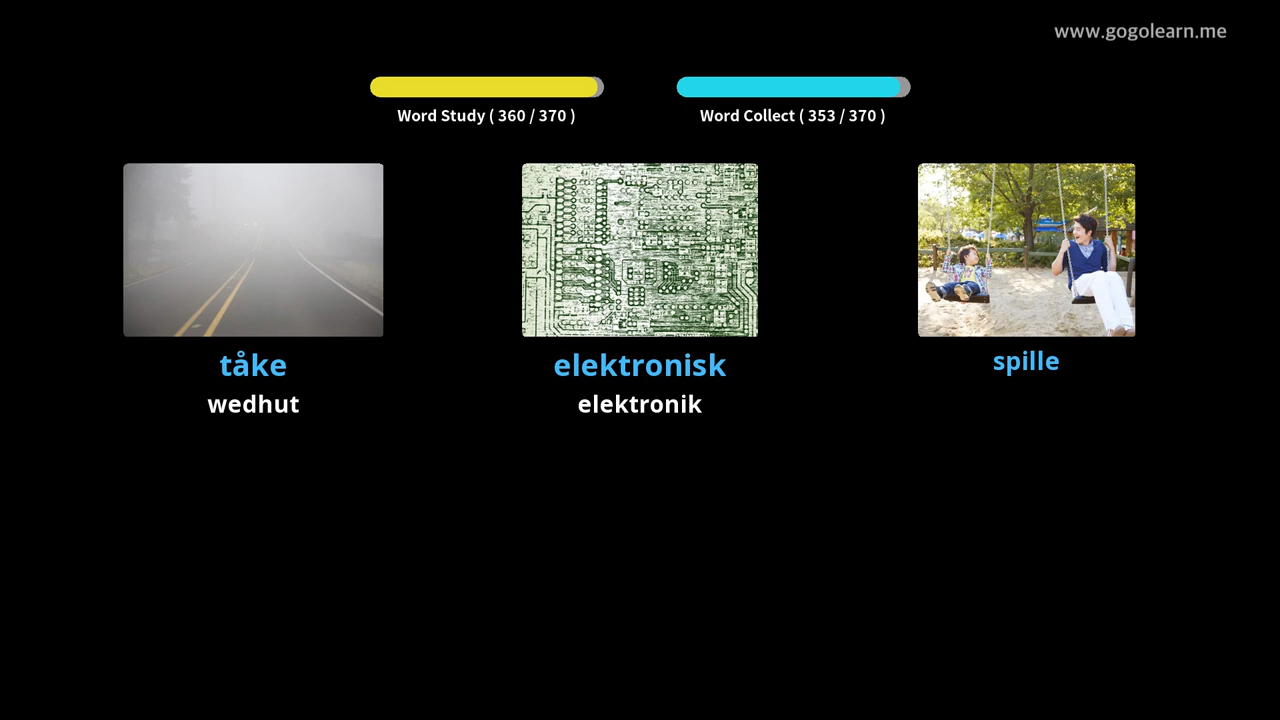 www.gogolearn.me
Word Study ( 360 / 370 )
Word Collect ( 353 / 370 )
tåke
elektronisk
spille
wedhut
elektronik